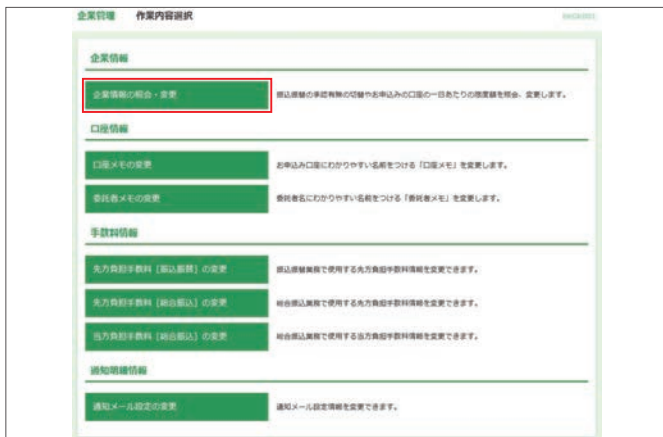 企業管理 作業内容選択
企業情報
企業情報の照会・変更 振込振替の承認有無の切替やお申込みの口座の一日あたりの限度額を照会、変更します。
口座情報
口座メモの変更 お申込み口座にわかりやすい名前をつける「口座メモ」を変更します。
委託者メモの変更 委託者名にわかりやすい名前をつける「委託者メモ」を変更します。
手数料情報
先方負担手数料［振込振替］の変更 振込振替業務で使用する先方負担手数料情報を変更できます。
先方負担手数料［総合振込］の変更 総合振込業務で使用する先方負担手数料情報を変更できます。
当方負担手数料［総合振込］の変更 総合振込業務で使用する当方負担手数料情報を変更できます。
通知明細情報
通知メール設定の変更 通知メール設定情報を変更できます。